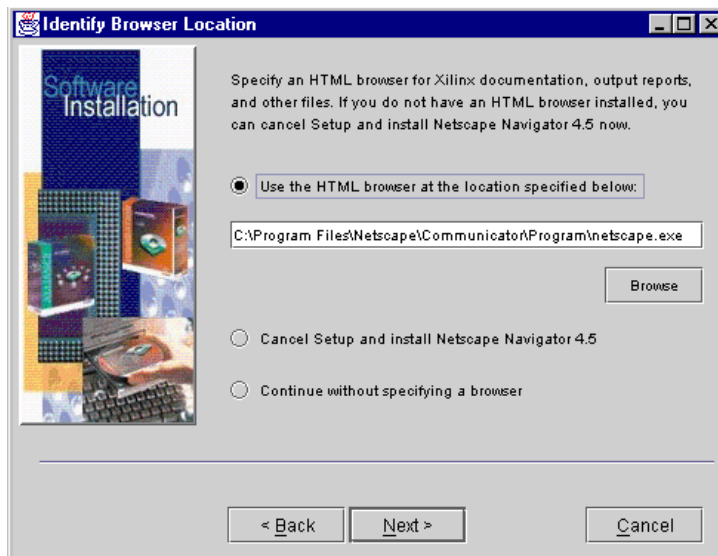 Identify Browser Location
Software
Installation
Specify an HTML browser for Xilinx documentation, output reports,
and other files. If you do not have an HTML browser installed, you
can cancel Setup and install Netscape Navigator 4.5 now.
Use the HTML browser at the location specified below:
C:\Program Files\Netscape\Communicator\Program\netscape.exe
Browse
Cancel Setup and install Netscape Navigator 4.5
Continue without specifying a browser
< Back
Next >
Cancel